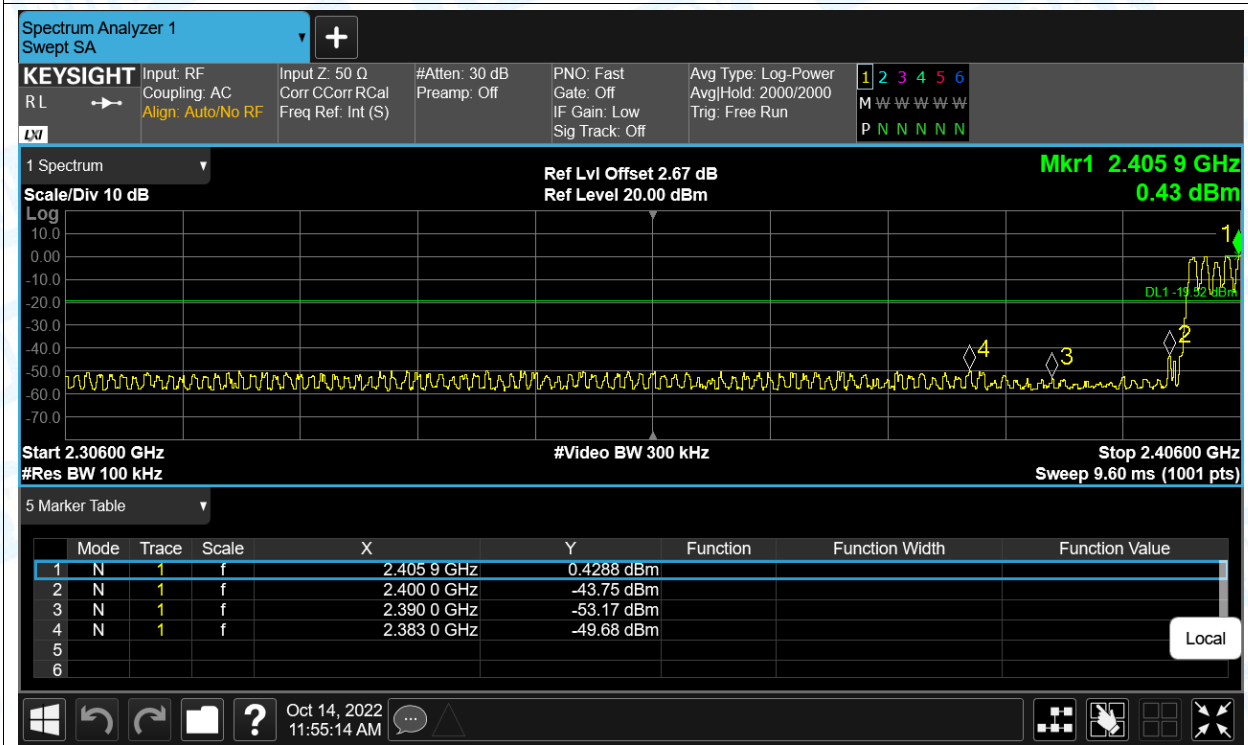 Spectrum Analyzer 1
Swept SA
KEYSIGHT
RL
LXI
Input: RF
Coupling: AC
Align: Auto/No RF
Input Z: 50 Ω
Corr CCorr RCal
Freq Ref: Int (S)
#Atten: 30 dB
Preamp: Off
PNO: Fast
Gate: Off
IF Gain: Low
Sig Track: Off
Avg Type: Log-Power
Avg|Hold: 2000/2000
Trig: Free Run
1 2 3 4 5 6
M W W W W W
P N N N N N
1 Spectrum
Scale/Div 10 dB
Ref Lvl Offset 2.67 dB
Ref Level 20.00 dBm
Mkr1 2.405 9 GHz
0.43 dBm
Log
10.0
0.00
-10.0
-20.0
-30.0
-40.0
-50.0
-60.0
-70.0
1
DL1 -19.52 dBm
2
4
3
Start 2.30600 GHz
#Video BW 300 kHz
Stop 2.40600 GHz
#Res BW 100 kHz
Sweep 9.60 ms (1001 pts)
5 Marker Table
Mode Trace Scale X Y Function Function Width Function Value
1 N 1 f 2.405 9 GHz 0.4288 dBm
2 N 1 f 2.400 0 GHz -43.75 dBm
3 N 1 f 2.390 0 GHz -53.17 dBm
4 N 1 f 2.383 0 GHz -49.68 dBm
5
6
Local
?
Oct 14, 2022
11:55:14 AM